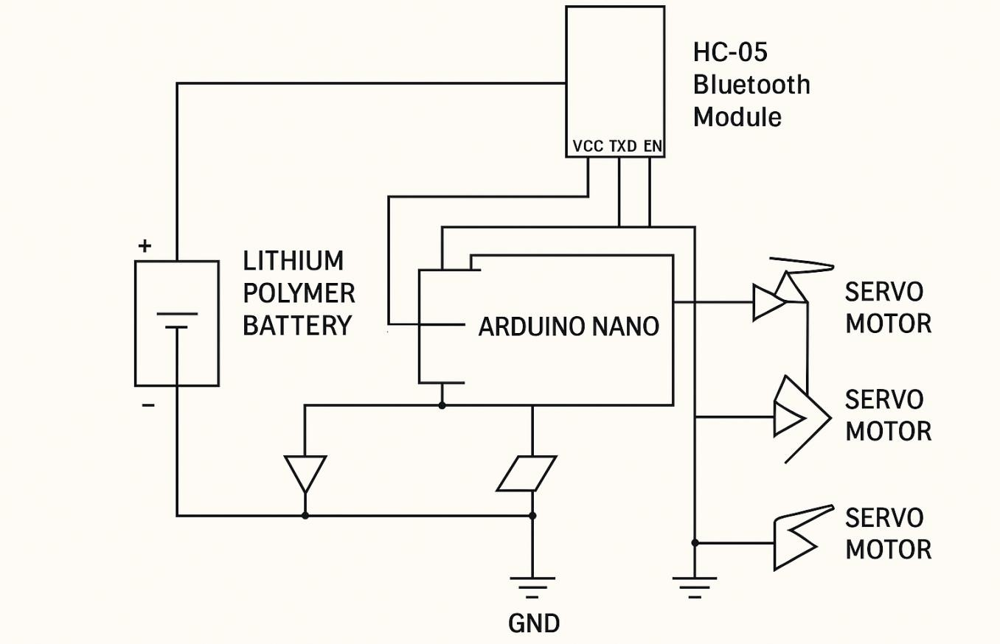 HC-05
Bluetooth
Module
VCC TXD EN
+
LITHIUM
POLYMER
BATTERY
−
ARDUINO NANO
SERVO
MOTOR
SERVO
MOTOR
SERVO
MOTOR
GND